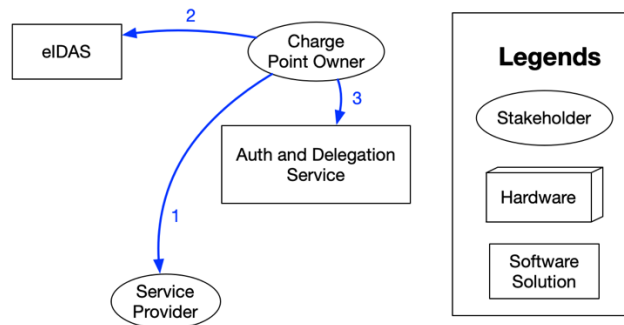 2
eIDAS
Charge
Point Owner
3
Auth and Delegation
Service
1
Service
Provider
Legends
Stakeholder
Hardware
Software
Solution